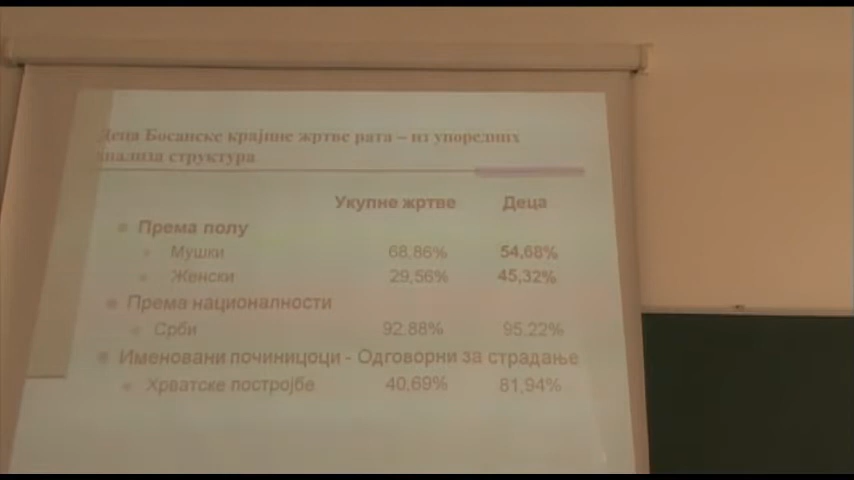 Деца Босанске крајине жртве рата – из упоредних
анализа структура
Укупне жртве Деца
Према полу
Мушки 68,86% 54,68%
Женски 29,56% 45,32%
Према националности
Срби 92.88% 95.22%
Именовани починицоци - Одговорни за страдање
Хрватске постројбе 40,69% 81,94%